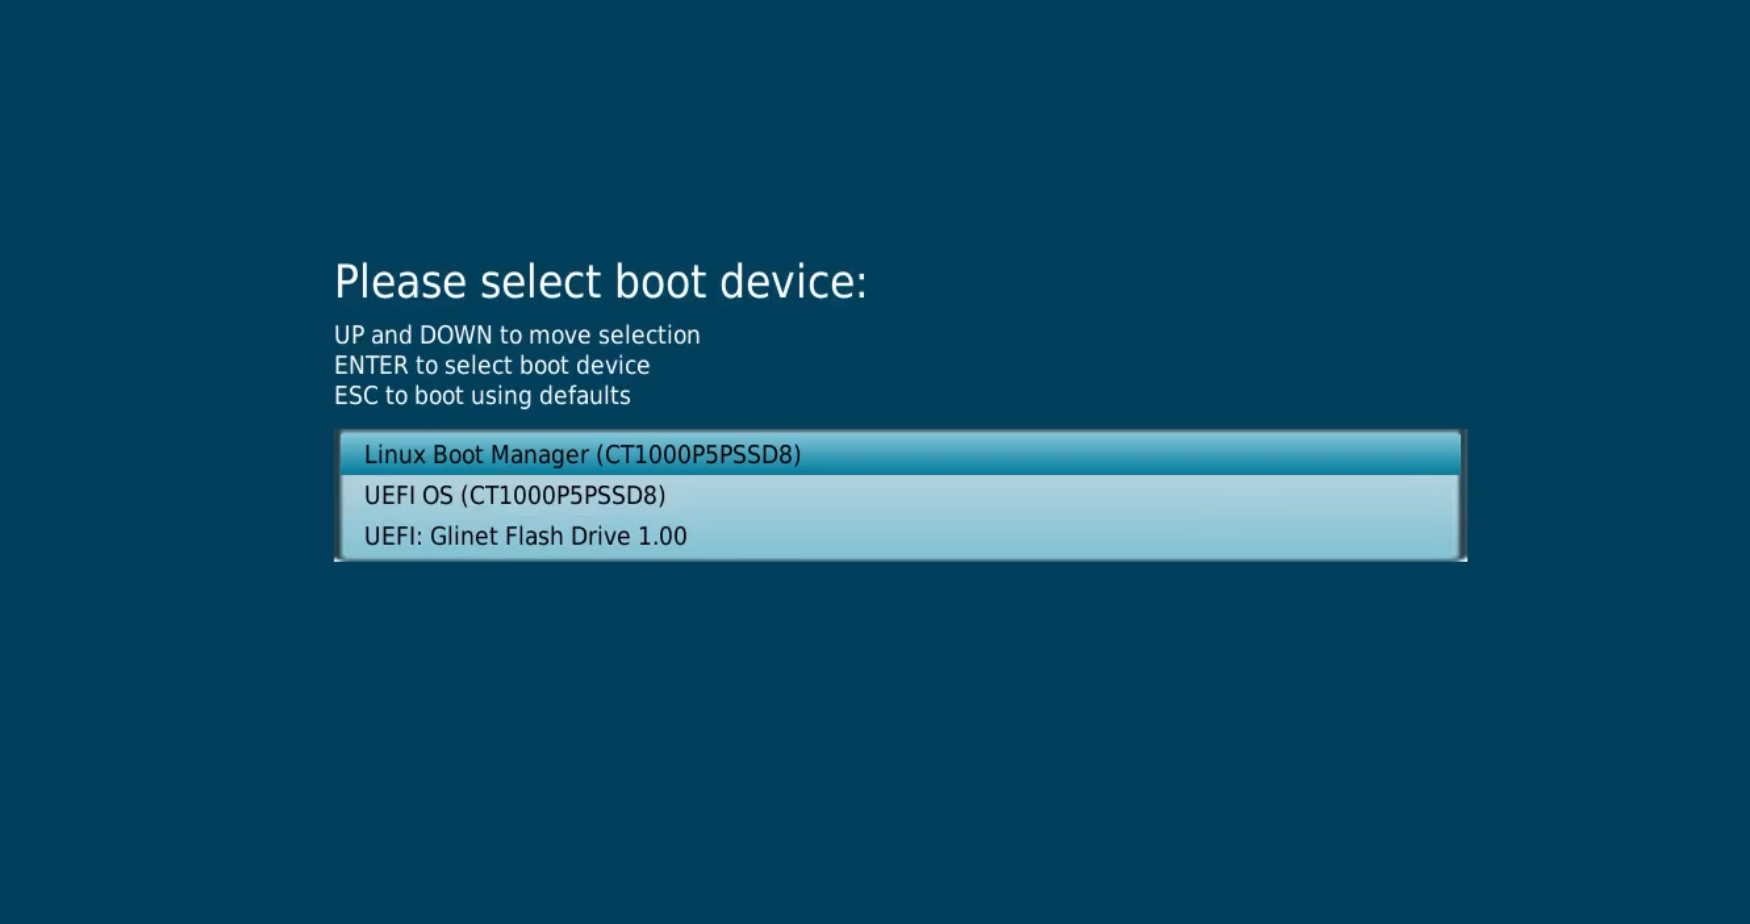 Please select boot device:
UP and DOWN to move selection
ENTER to select boot device
ESC to boot using defaults
Linux Boot Manager (CT1000P5PSSD8)
UEFI OS (CT1000P5PSSD8)
UEFI: Glinet Flash Drive 1.00